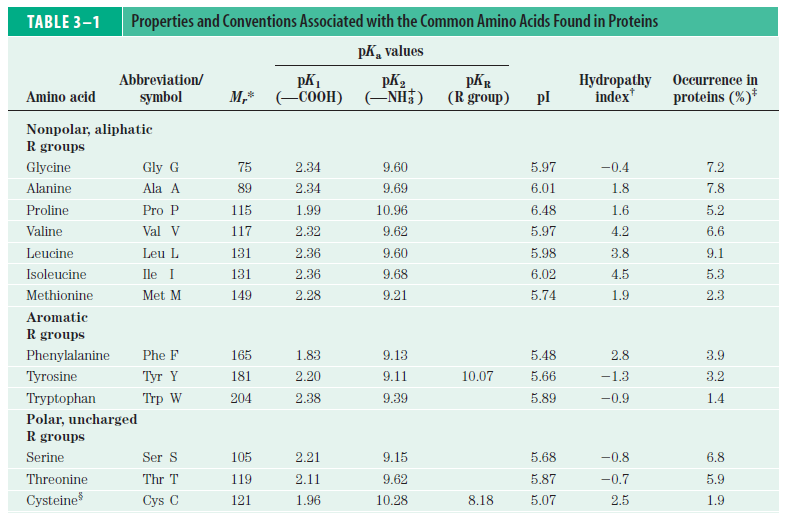 TABLE 3–1 Properties and Conventions Associated with the Common Amino Acids Found in Proteins
pKₐ values
Abbreviation/ pK₁ pK₂ pKR Hydropathy Occurrence in
Amino acid symbol Mᵣ* (—COOH) (—NH₃⁺) (R group) pI index† proteins (%)‡
Nonpolar, aliphatic
R groups
Glycine Gly G 75 2.34 9.60 5.97 −0.4 7.2
Alanine Ala A 89 2.34 9.69 6.01 1.8 7.8
Proline Pro P 115 1.99 10.96 6.48 1.6 5.2
Valine Val V 117 2.32 9.62 5.97 4.2 6.6
Leucine Leu L 131 2.36 9.60 5.98 3.8 9.1
Isoleucine Ile I 131 2.36 9.68 6.02 4.5 5.3
Methionine Met M 149 2.28 9.21 5.74 1.9 2.3
Aromatic
R groups
Phenylalanine Phe F 165 1.83 9.13 5.48 2.8 3.9
Tyrosine Tyr Y 181 2.20 9.11 10.07 5.66 −1.3 3.2
Tryptophan Trp W 204 2.38 9.39 5.89 −0.9 1.4
Polar, uncharged
R groups
Serine Ser S 105 2.21 9.15 5.68 −0.8 6.8
Threonine Thr T 119 2.11 9.62 5.87 −0.7 5.9
Cysteine§ Cys C 121 1.96 10.28 8.18 5.07 2.5 1.9